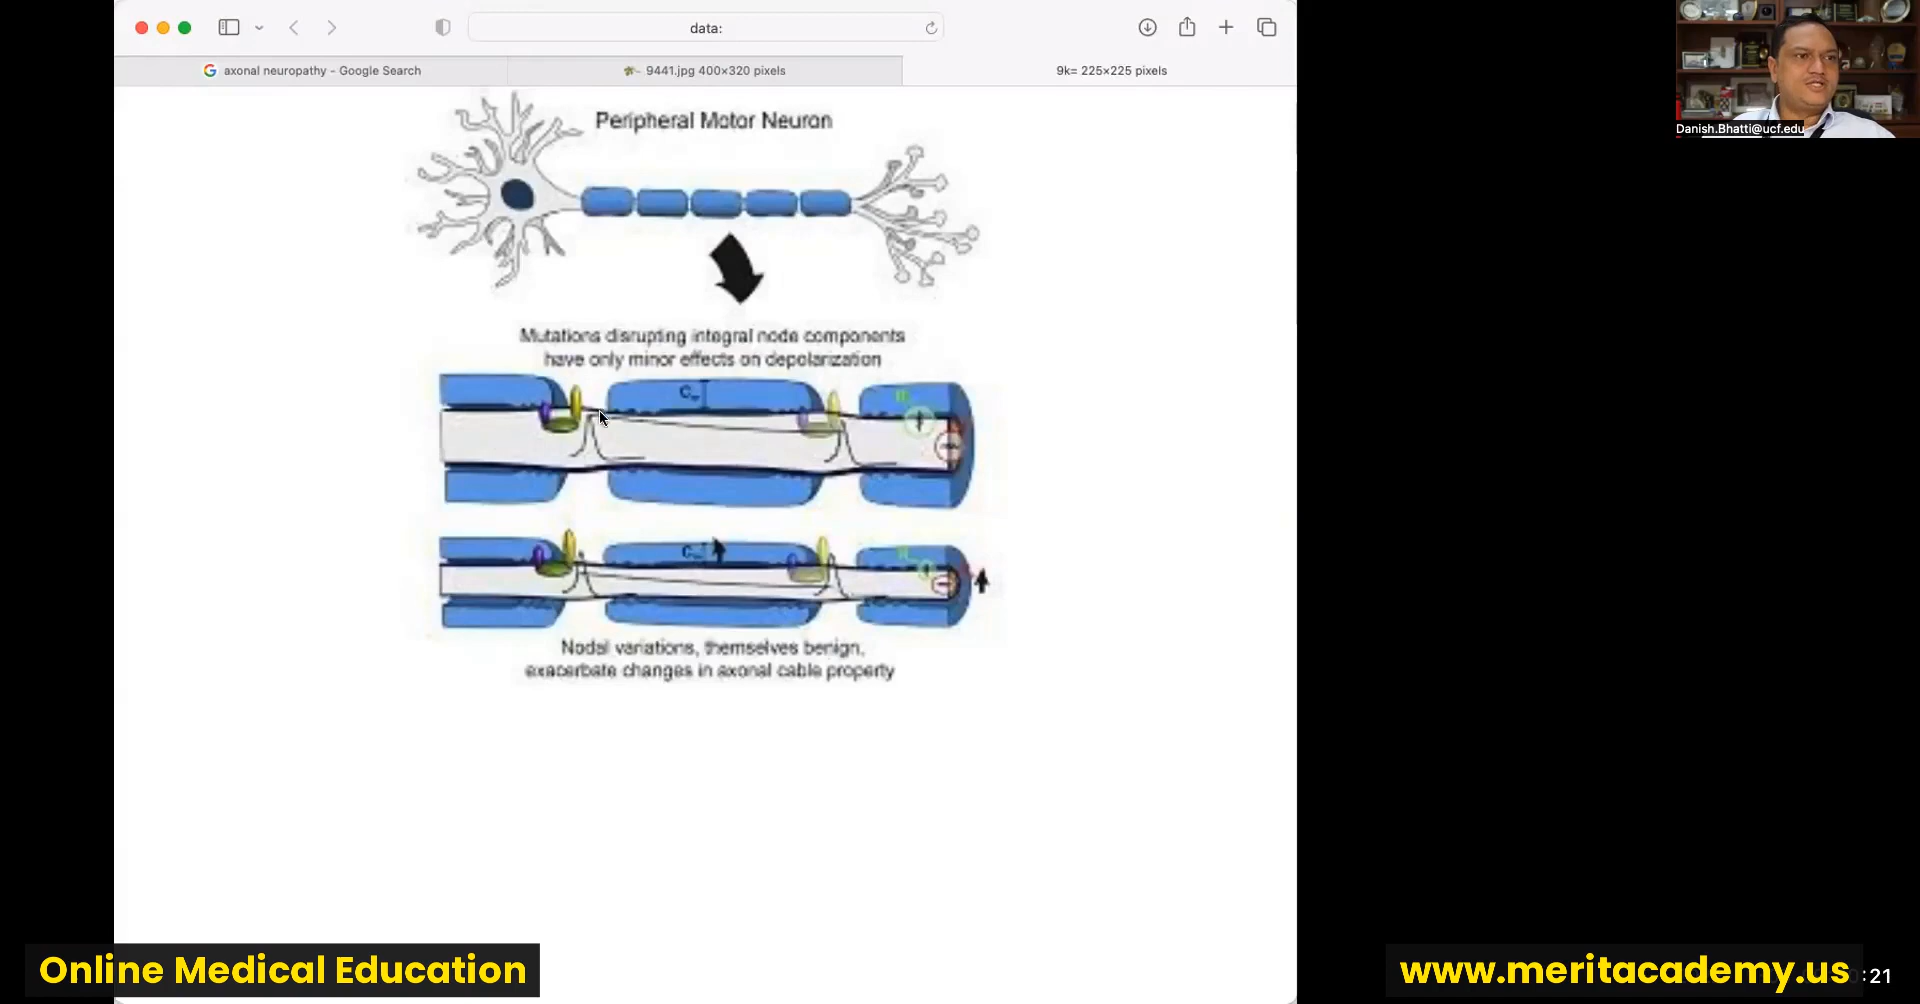 data:
axonal neuropathy - Google Search
9441.jpg 400×320 pixels
9k= 225×225 pixels
Danish.Bhatti@ucf.edu
Peripheral Motor Neuron
Mutations disrupting integral node components
have only minor effects on depolarization
Nodal variations, themselves benign,
exacerbate changes in axonal cable property
Online Medical Education
www.meritacademy.us
:21